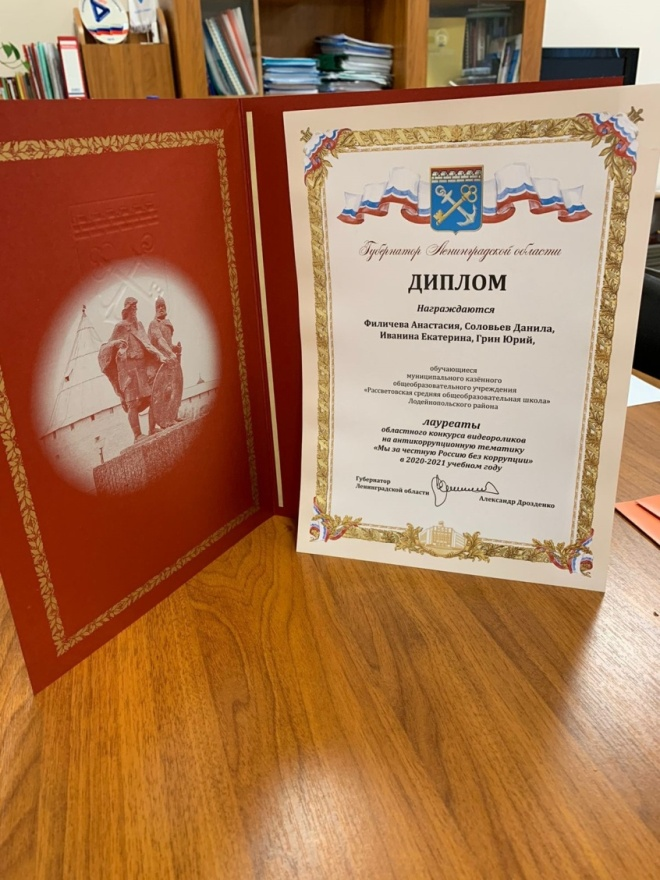 Губернатор Ленинградской области
ДИПЛОМ
Награждаются
Филичева Анастасия, Соловьев Данила,
Иванина Екатерина, Грин Юрий,
обучающиеся
муниципального казённого
общеобразовательного учреждения
«Рассветовская средняя общеобразовательная школа»
Лодейнопольского района
лауреаты
областного конкурса видеороликов
на антикоррупционную тематику
«Мы за честную Россию без коррупции»
в 2020-2021 учебном году
Губернатор
Ленинградской области
Александр Дрозденко